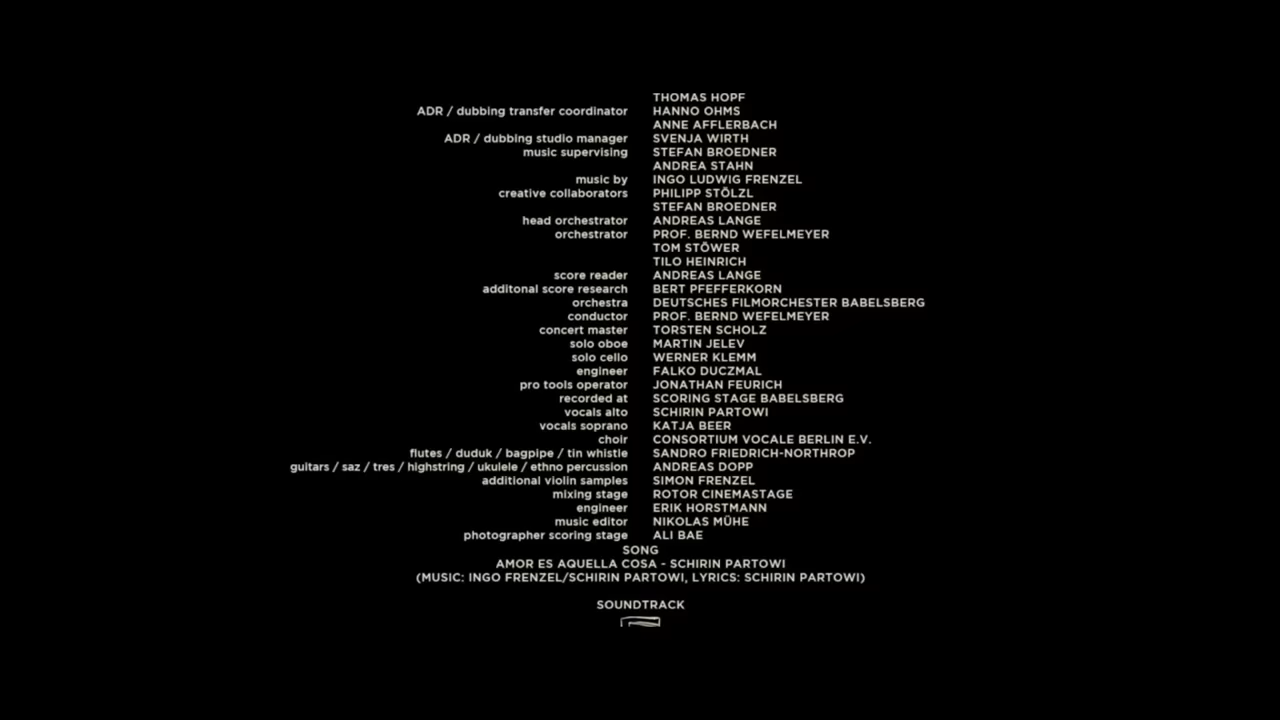 THOMAS HOPF
ADR / dubbing transfer coordinator HANNO OHMS
ANNE AFFLERBACH
ADR / dubbing studio manager SVENJA WIRTH
music supervising STEFAN BROEDNER
ANDREA STAHN
music by INGO LUDWIG FRENZEL
creative collaborators PHILIPP STÖLZL
STEFAN BROEDNER
head orchestrator ANDREAS LANGE
orchestrator PROF. BERND WEFELMEYER
TOM STÖWER
TILO HEINRICH
score reader ANDREAS LANGE
additonal score research BERT PFEFFERKORN
orchestra DEUTSCHES FILMORCHESTER BABELSBERG
conductor PROF. BERND WEFELMEYER
concert master TORSTEN SCHOLZ
solo oboe MARTIN JELEV
solo cello WERNER KLEMM
engineer FALKO DUCZMAL
pro tools operator JONATHAN FEURICH
recorded at SCORING STAGE BABELSBERG
vocals alto SCHIRIN PARTOWI
vocals soprano KATJA BEER
choir CONSORTIUM VOCALE BERLIN E.V.
flutes / duduk / bagpipe / tin whistle SANDRO FRIEDRICH-NORTHROP
guitars / saz / tres / highstring / ukulele / ethno percussion ANDREAS DOPP
additional violin samples SIMON FRENZEL
mixing stage ROTOR CINEMASTAGE
engineer ERIK HORSTMANN
music editor NIKOLAS MÜHE
photographer scoring stage ALI BAE
SONG
AMOR ES AQUELLA COSA - SCHIRIN PARTOWI
(MUSIC: INGO FRENZEL/SCHIRIN PARTOWI, LYRICS: SCHIRIN PARTOWI)
SOUNDTRACK